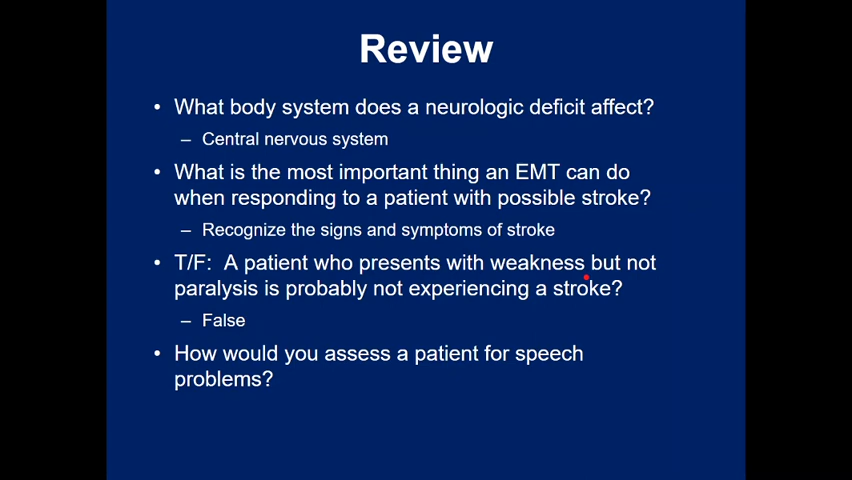 Review
• What body system does a neurologic deficit affect?
– Central nervous system
• What is the most important thing an EMT can do
when responding to a patient with possible stroke?
– Recognize the signs and symptoms of stroke
• T/F:  A patient who presents with weakness but not
paralysis is probably not experiencing a stroke?
– False
• How would you assess a patient for speech
problems?